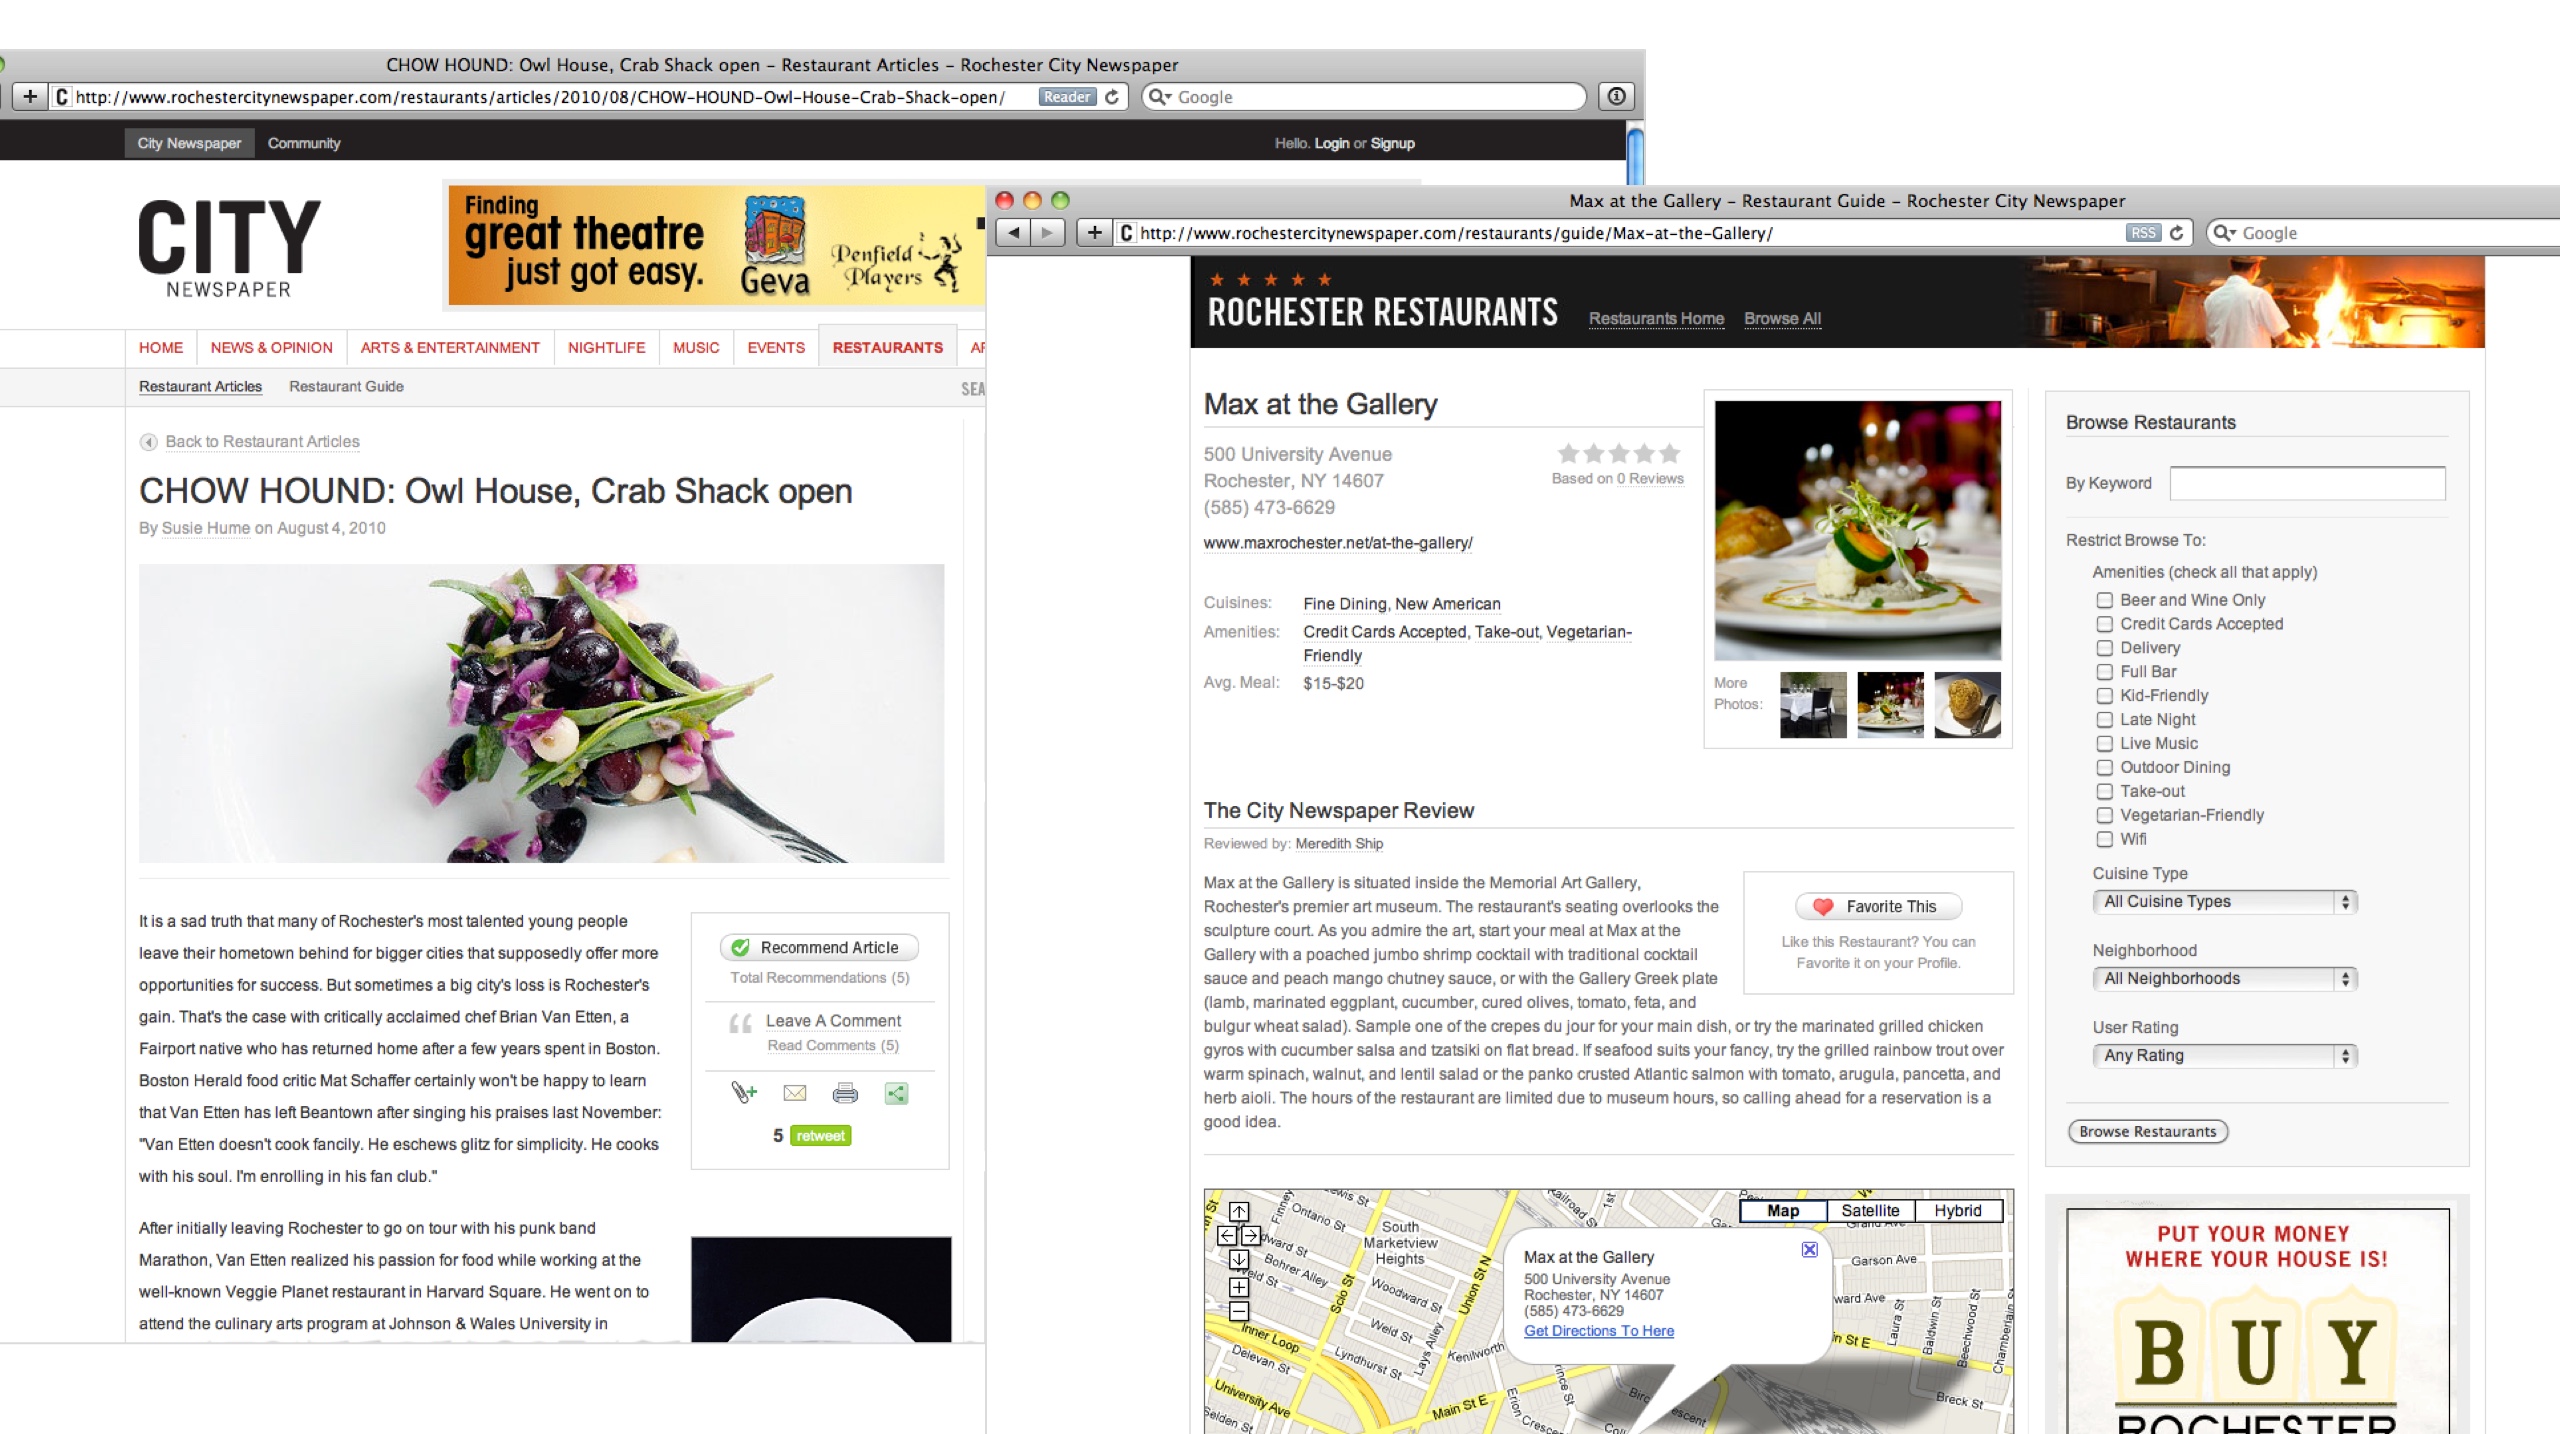 CHOW HOUND: Owl House, Crab Shack open – Restaurant Articles – Rochester City Newspaper
+ C http://www.rochestercitynewspaper.com/restaurants/articles/2010/08/CHOW-HOUND-Owl-House-Crab-Shack-open/ Reader Google
City Newspaper Community Hello. Login or Signup
CITY
NEWSPAPER
Finding
great theatre
just got easy.
Geva
Penfield
Players
HOME NEWS & OPINION ARTS & ENTERTAINMENT NIGHTLIFE MUSIC EVENTS RESTAURANTS
Restaurant Articles Restaurant Guide
Back to Restaurant Articles
CHOW HOUND: Owl House, Crab Shack open
By Susie Hume on August 4, 2010
It is a sad truth that many of Rochester's most talented young people
leave their hometown behind for bigger cities that supposedly offer more
opportunities for success. But sometimes a big city's loss is Rochester's
gain. That's the case with critically acclaimed chef Brian Van Etten, a
Fairport native who has returned home after a few years spent in Boston.
Boston Herald food critic Mat Schaffer certainly won't be happy to learn
that Van Etten has left Beantown after singing his praises last November:
"Van Etten doesn't cook fancily. He eschews glitz for simplicity. He cooks
with his soul. I'm enrolling in his fan club."
After initially leaving Rochester to go on tour with his punk band
Marathon, Van Etten realized his passion for food while working at the
well-known Veggie Planet restaurant in Harvard Square. He went on to
attend the culinary arts program at Johnson & Wales University in
Recommend Article
Total Recommendations (5)
Leave A Comment
Read Comments (5)
5 retweet
Max at the Gallery – Restaurant Guide – Rochester City Newspaper
+ C http://www.rochestercitynewspaper.com/restaurants/guide/Max-at-the-Gallery/ RSS Google
ROCHESTER RESTAURANTS Restaurants Home Browse All
Max at the Gallery
500 University Avenue
Rochester, NY 14607
(585) 473-6629
Based on 0 Reviews
www.maxrochester.net/at-the-gallery/
Cuisines: Fine Dining, New American
Amenities: Credit Cards Accepted, Take-out, Vegetarian-
Friendly
Avg. Meal: $15-$20
More
Photos:
The City Newspaper Review
Reviewed by: Meredith Ship
Max at the Gallery is situated inside the Memorial Art Gallery,
Rochester's premier art museum. The restaurant's seating overlooks the
sculpture court. As you admire the art, start your meal at Max at the
Gallery with a poached jumbo shrimp cocktail with traditional cocktail
sauce and peach mango chutney sauce, or with the Gallery Greek plate
(lamb, marinated eggplant, cucumber, cured olives, tomato, feta, and
bulgur wheat salad). Sample one of the crepes du jour for your main dish, or try the marinated grilled chicken
gyros with cucumber salsa and tzatsiki on flat bread. If seafood suits your fancy, try the grilled rainbow trout over
warm spinach, walnut, and lentil salad or the panko crusted Atlantic salmon with tomato, arugula, pancetta, and
herb aioli. The hours of the restaurant are limited due to museum hours, so calling ahead for a reservation is a
good idea.
Favorite This
Like this Restaurant? You can
Favorite it on your Profile.
Map Satellite Hybrid
Max at the Gallery
500 University Avenue
Rochester, NY 14607
(585) 473-6629
Get Directions To Here
Ontario St
South
Marketview
Heights
Bohrer Alley
Weld St
Scio St
Woodward St
Weld St
Union St N
Lays Alley
Inner Loop
Delevan St
Lyndhurst St
Kenilworth
University Ave
Selden St
Main St E
Railroad St
1st
Garson Ave
Laura St
Baldwin St
Beechwood St
Breck St
Browse Restaurants
By Keyword
Restrict Browse To:
Amenities (check all that apply)
Beer and Wine Only
Credit Cards Accepted
Delivery
Full Bar
Kid-Friendly
Late Night
Live Music
Outdoor Dining
Take-out
Vegetarian-Friendly
Wifi
Cuisine Type
All Cuisine Types
Neighborhood
All Neighborhoods
User Rating
Any Rating
Browse Restaurants
PUT YOUR MONEY
WHERE YOUR HOUSE IS!
BUY
ROCHESTER